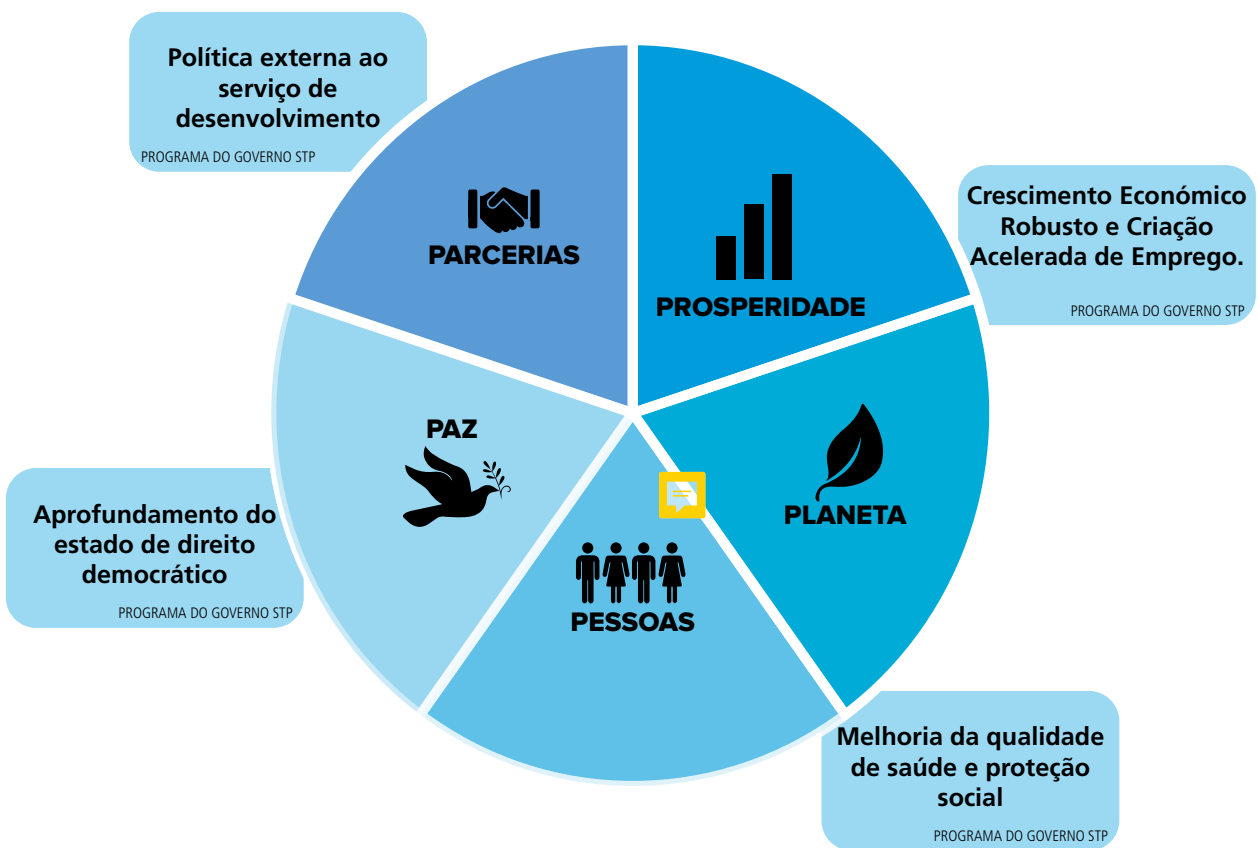 Política externa ao
serviço de
desenvolvimento
PROGRAMA DO GOVERNO STP
PARCERIAS
PROSPERIDADE
Crescimento Económico
Robusto e Criação
Acelerada de Emprego.
PROGRAMA DO GOVERNO STP
PAZ
PLANETA
Aprofundamento do
estado de direito
democrático
PROGRAMA DO GOVERNO STP
PESSOAS
Melhoria da qualidade
de saúde e proteção
social
PROGRAMA DO GOVERNO STP